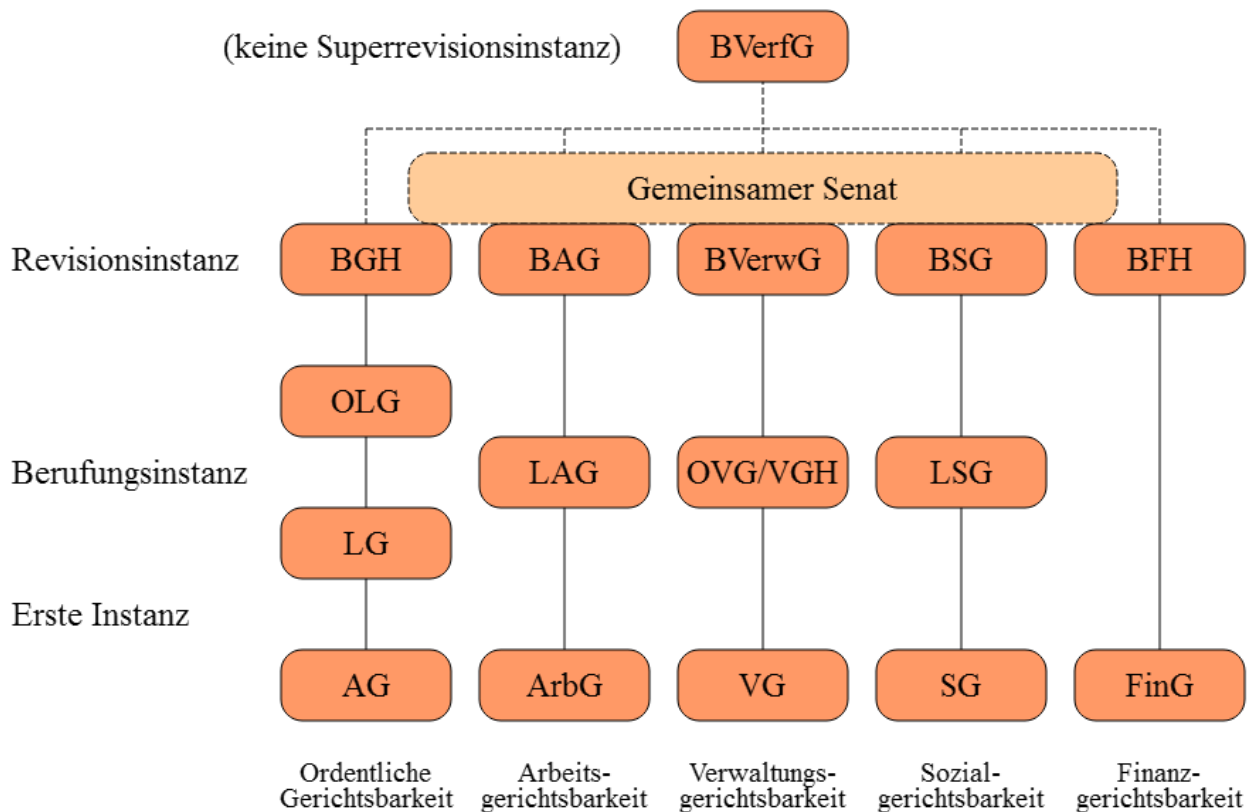 (keine Superrevisionsinstanz) BVerfG
Gemeinsamer Senat
Revisionsinstanz BGH BAG BVerwG BSG BFH
OLG
Berufungsinstanz LAG OVG/VGH LSG
LG
Erste Instanz
AG ArbG VG SG FinG
Ordentliche Arbeits- Verwaltungs- Sozial- Finanz-
Gerichtsbarkeit gerichtsbarkeit gerichtsbarkeit gerichtsbarkeit gerichtsbarkeit